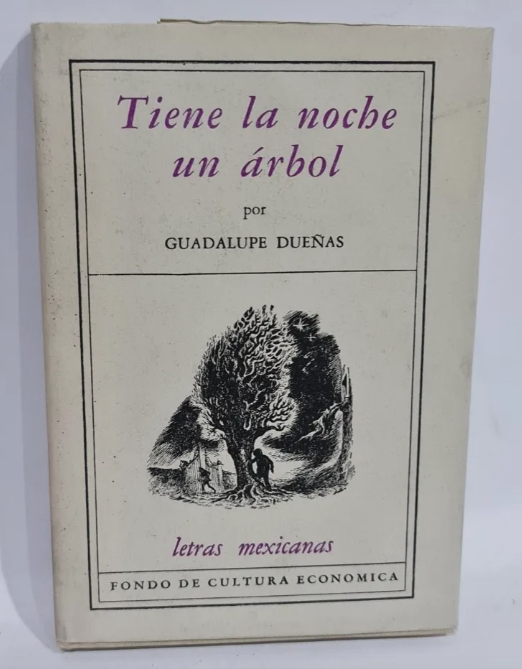 Tiene la noche
un árbol
por
GUADALUPE DUEÑAS
letras mexicanas
FONDO DE CULTURA ECONOMICA